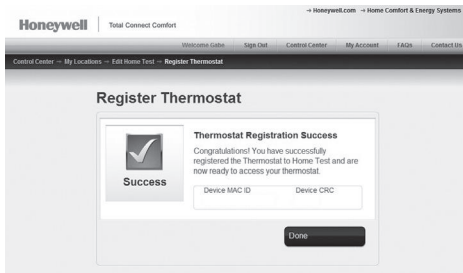 → Honeywell.com → Home Comfort & Energy Systems
Honeywell Total Connect Comfort
Welcome Gabe Sign Out Control Center My Account FAQs Contact Us
Control Center → My Locations → Edit Home Test → Register Thermostat
Register Thermostat
Success
Thermostat Registration Success
Congratulations! You have successfully
registered the Thermostat to Home Test and are
now ready to access your thermostat.
Device MAC ID Device CRC
Done